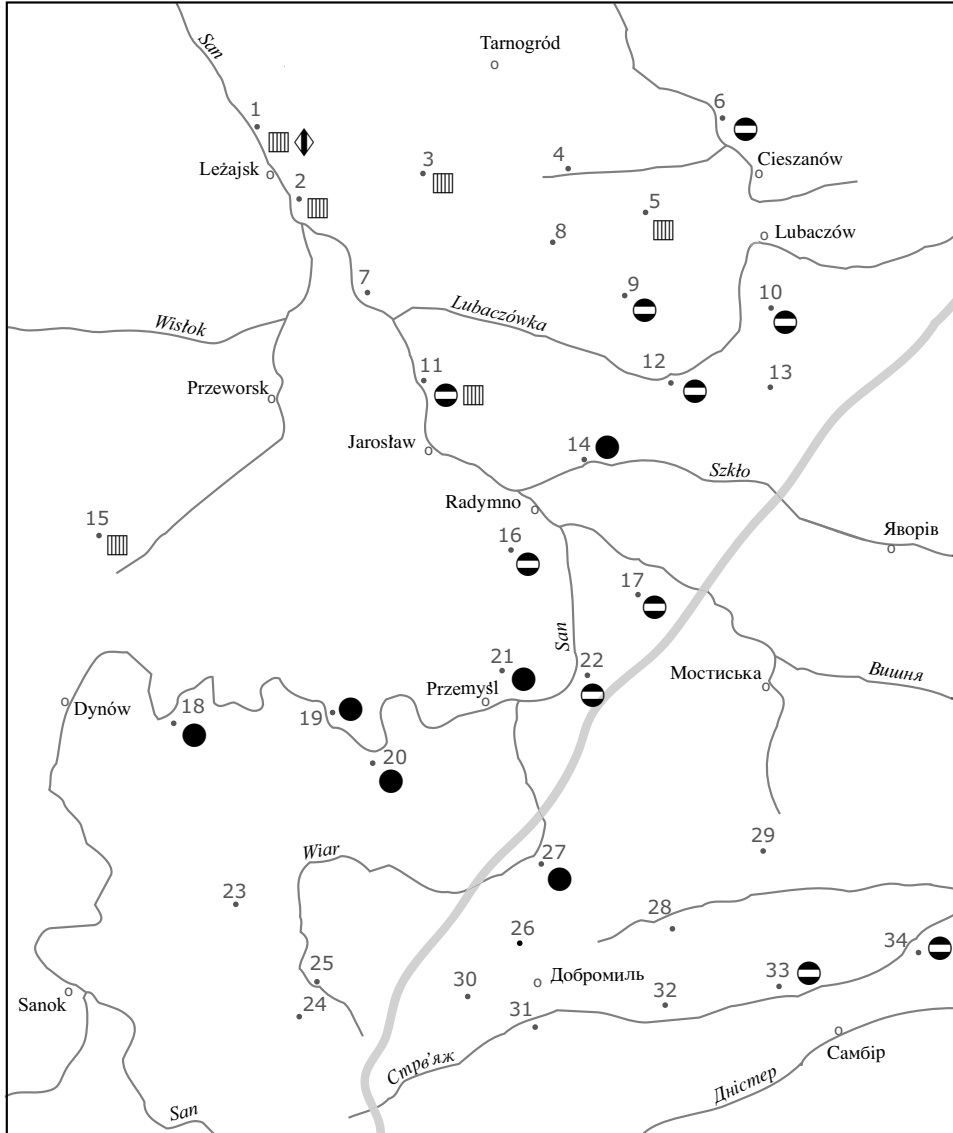 San
Tarnogród
1
6
3
4
Cieszanów
Leżajsk
2
5
8
Lubaczów
7
9
10
Lubaczówka
Wisłok
11
12
13
Przeworsk
Jarosław
14
Szkło
Radymno
15
16
Яворів
17
San
21
22
Przemyśl
Мостиська
Вишня
Dynów
18
19
20
Wiar
27
29
23
28
26
34
25
30
Добромиль
33
Sanok
24
31
32
Самбір
Стрв’яж
Дністер
San